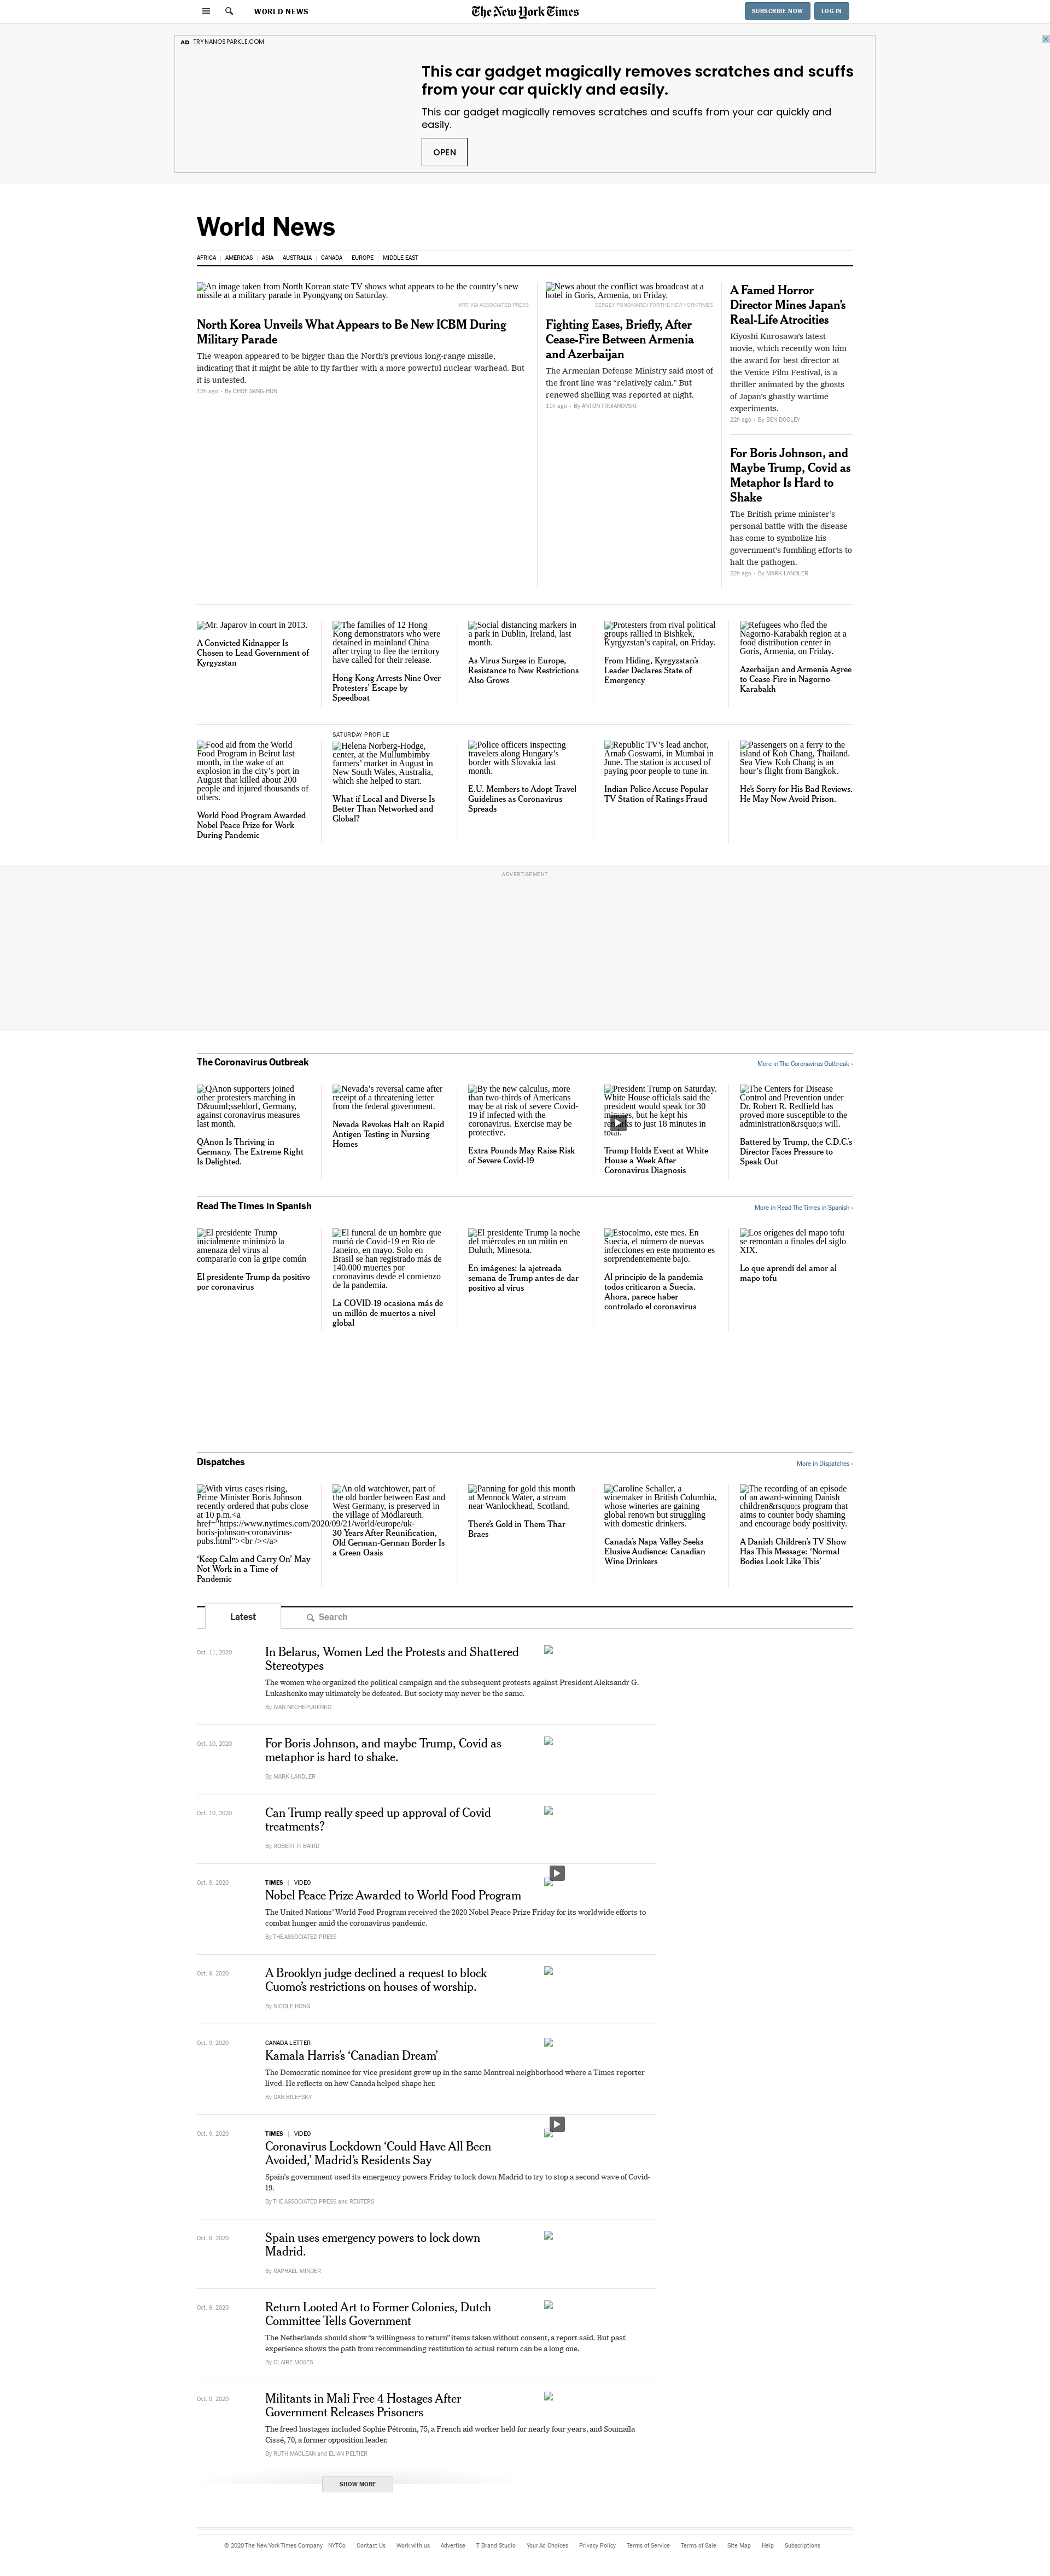 WORLD NEWS
The New York Times
SUBSCRIBE NOW
LOG IN
AD TRYNANOSPARKLE.COM
This car gadget magically removes scratches and scuffs
from your car quickly and easily.
This car gadget magically removes scratches and scuffs from your car quickly and
easily.
OPEN
World News
AFRICA
AMERICAS
ASIA
AUSTRALIA
CANADA
EUROPE
MIDDLE EAST
An image taken from North Korean state TV shows what appears to be the country's new
missile at a military parade in Pyongyang on Saturday.
ART, VIA ASSOCIATED PRESS
North Korea Unveils What Appears to Be New ICBM During
Military Parade
The weapon appeared to be bigger than the North's previous long-range missile,
indicating that it might be able to fly farther with a more powerful nuclear warhead. But
it is untested.
12h ago · By CHOE SANG-HUN
News about the conflict was broadcast at a
hotel in Goris, Armenia, on Friday.
SERGEY PONOMAREV FOR THE NEW YORK TIMES
Fighting Eases, Briefly, After
Cease-Fire Between Armenia
and Azerbaijan
The Armenian Defense Ministry said most of
the front line was “relatively calm.” But
renewed shelling was reported at night.
11h ago · By ANTON TROIANOVSKI
A Famed Horror
Director Mines Japan’s
Real-Life Atrocities
Kiyoshi Kurosawa’s latest
movie, which recently won him
the award for best director at
the Venice Film Festival, is a
thriller animated by the ghosts
of Japan’s ghastly wartime
experiments.
22h ago · By BEN DOOLEY
For Boris Johnson, and
Maybe Trump, Covid as
Metaphor Is Hard to
Shake
The British prime minister’s
personal battle with the disease
has come to symbolize his
government’s fumbling efforts to
halt the pathogen.
22h ago · By MARK LANDLER
Mr. Japarov in court in 2013.
A Convicted Kidnapper Is
Chosen to Lead Government of
Kyrgyzstan
The families of 12 Hong
Kong demonstrators who were
detained in mainland China
after trying to flee the territory
have called for their release.
Hong Kong Arrests Nine Over
Protesters’ Escape by
Speedboat
Social distancing markers in
a park in Dublin, Ireland, last
month.
As Virus Surges in Europe,
Resistance to New Restrictions
Also Grows
Protesters from rival political
groups rallied in Bishkek,
Kyrgyzstan’s capital, on Friday.
From Hiding, Kyrgyzstan’s
Leader Declares State of
Emergency
Refugees who fled the
Nagorno-Karabakh region at a
food distribution center in
Goris, Armenia, on Friday.
Azerbaijan and Armenia Agree
to Cease-Fire in Nagorno-
Karabakh
Food aid from the World
Food Program in Beirut last
month, in the wake of an
explosion in the city’s port in
August that killed about 200
people and injured thousands of
others.
World Food Program Awarded
Nobel Peace Prize for Work
During Pandemic
SATURDAY PROFILE
Helena Norberg-Hodge,
center, at the Mullumbimby
farmers’ market in August in
New South Wales, Australia,
which she helped to start.
What if Local and Diverse Is
Better Than Networked and
Global?
Police officers inspecting
travelers along Hungary’s
border with Slovakia last
month.
E.U. Members to Adopt Travel
Guidelines as Coronavirus
Spreads
Republic TV’s lead anchor,
Arnab Goswami, in Mumbai in
June. The station is accused of
paying poor people to tune in.
Indian Police Accuse Popular
TV Station of Ratings Fraud
Passengers on a ferry to the
island of Koh Chang, Thailand.
Sea View Koh Chang is an
hour’s flight from Bangkok.
He’s Sorry for His Bad Reviews.
He May Now Avoid Prison.
ADVERTISEMENT
The Coronavirus Outbreak
More in The Coronavirus Outbreak ›
QAnon supporters joined
other protesters marching in
D&uuml;sseldorf, Germany,
against coronavirus measures
last month.
QAnon Is Thriving in
Germany. The Extreme Right
Is Delighted.
Nevada’s reversal came after
receipt of a threatening letter
from the federal government.
Nevada Revokes Halt on Rapid
Antigen Testing in Nursing
Homes
By the new calculus, more
than two-thirds of Americans
may be at risk of severe Covid-
19 if infected with the
coronavirus. Exercise may be
protective.
Extra Pounds May Raise Risk
of Severe Covid-19
President Trump on Saturday.
White House officials said the
president would speak for 30
minutes, but he kept his
to just 18 minutes in
total.
Trump Holds Event at White
House a Week After
Coronavirus Diagnosis
The Centers for Disease
Control and Prevention under
Dr. Robert R. Redfield has
proved more susceptible to the
administration&rsquo;s will.
Battered by Trump, the C.D.C.’s
Director Faces Pressure to
Speak Out
Read The Times in Spanish
More in Read The Times in Spanish ›
El presidente Trump
inicialmente minimizó la
amenaza del virus al
compararlo con la gripe común
El presidente Trump da positivo
por coronavirus
El funeral de un hombre que
murió de Covid-19 en Río de
Janeiro, en mayo. Solo en
Brasil se han registrado más de
140.000 muertes por
coronavirus desde el comienzo
de la pandemia.
La COVID-19 ocasiona más de
un millón de muertos a nivel
global
El presidente Trump la noche
del miércoles en un mitin en
Duluth, Minesota.
En imágenes: la ajetreada
semana de Trump antes de dar
positivo al virus
Estocolmo, este mes. En
Suecia, el número de nuevas
infecciones en este momento es
sorprendentemente bajo.
Al principio de la pandemia
todos criticaron a Suecia.
Ahora, parece haber
controlado el coronavirus
Los orígenes del mapo tofu
se remontan a finales del siglo
XIX.
Lo que aprendí del amor al
mapo tofu
Dispatches
More in Dispatches ›
With virus cases rising,
Prime Minister Boris Johnson
recently ordered that pubs close
at 10 p.m.<a
href="https://www.nytimes.com/2020/09/21/world/europe/uk-
boris-johnson-coronavirus-
pubs.html"><br /></a>
‘Keep Calm and Carry On’ May
Not Work in a Time of
Pandemic
An old watchtower, part of
the old border between East and
West Germany, is preserved in
the village of Mödlareuth.
30 Years After Reunification,
Old German-German Border Is
a Green Oasis
Panning for gold this month
at Mennock Water, a stream
near Wanlockhead, Scotland.
There’s Gold in Them Thar
Braes
Caroline Schaller, a
winemaker in British Columbia,
whose wineries are gaining
global renown but struggling
with domestic drinkers.
Canada’s Napa Valley Seeks
Elusive Audience: Canadian
Wine Drinkers
The recording of an episode
of an award-winning Danish
children&rsquo;s program that
aims to counter body shaming
and encourage body positivity.
A Danish Children’s TV Show
Has This Message: ‘Normal
Bodies Look Like This’
Latest
Search
Oct. 11, 2020
In Belarus, Women Led the Protests and Shattered
Stereotypes
The women who organized the political campaign and the subsequent protests against President Aleksandr G.
Lukashenko may ultimately be defeated. But society may never be the same.
By IVAN NECHEPURENKO
Oct. 10, 2020
For Boris Johnson, and maybe Trump, Covid as
metaphor is hard to shake.
By MARK LANDLER
Oct. 10, 2020
Can Trump really speed up approval of Covid
treatments?
By ROBERT P. BAIRD
Oct. 9, 2020
TIMES | VIDEO
Nobel Peace Prize Awarded to World Food Program
The United Nations’ World Food Program received the 2020 Nobel Peace Prize Friday for its worldwide efforts to
combat hunger amid the coronavirus pandemic.
By THE ASSOCIATED PRESS
Oct. 9, 2020
A Brooklyn judge declined a request to block
Cuomo’s restrictions on houses of worship.
By NICOLE HONG
Oct. 9, 2020
CANADA LETTER
Kamala Harris’s ‘Canadian Dream’
The Democratic nominee for vice president grew up in the same Montreal neighborhood where a Times reporter
lived. He reflects on how Canada helped shape her.
By DAN BILEFSKY
Oct. 9, 2020
TIMES | VIDEO
Coronavirus Lockdown ‘Could Have All Been
Avoided,’ Madrid’s Residents Say
Spain’s government used its emergency powers Friday to lock down Madrid to try to stop a second wave of Covid-
19.
By THE ASSOCIATED PRESS and REUTERS
Oct. 9, 2020
Spain uses emergency powers to lock down
Madrid.
By RAPHAEL MINDER
Oct. 9, 2020
Return Looted Art to Former Colonies, Dutch
Committee Tells Government
The Netherlands should show “a willingness to return” items taken without consent, a report said. But past
experience shows the path from recommending restitution to actual return can be a long one.
By CLAIRE MOSES
Oct. 9, 2020
Militants in Mali Free 4 Hostages After
Government Releases Prisoners
The freed hostages included Sophie Pétronin, 75, a French aid worker held for nearly four years, and Soumaïla
Cissé, 70, a former opposition leader.
By RUTH MACLEAN and ELIAN PELTIER
SHOW MORE
© 2020 The New York Times Company
NYTCo
Contact Us
Work with us
Advertise
T Brand Studio
Your Ad Choices
Privacy Policy
Terms of Service
Terms of Sale
Site Map
Help
Subscriptions